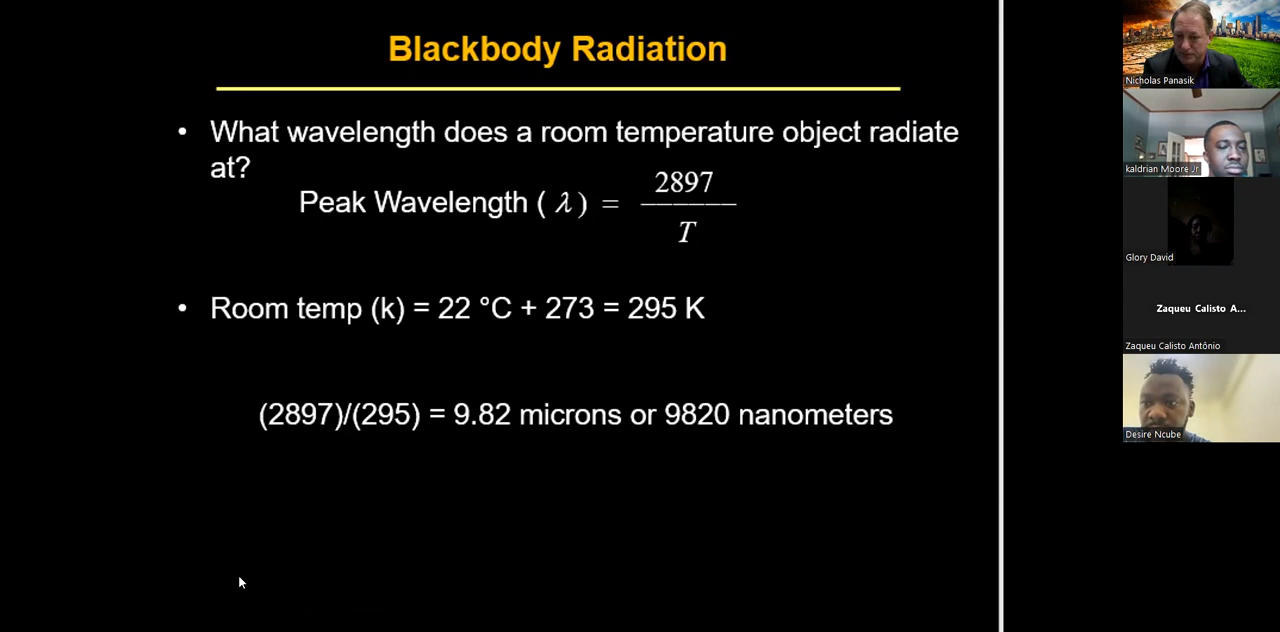 Blackbody Radiation
• What wavelength does a room temperature object radiate
at?
Peak Wavelength ( λ ) = 2897
T
• Room temp (k) = 22 °C + 273 = 295 K
(2897)/(295) = 9.82 microns or 9820 nanometers
Nicholas Panasik
kaldrian Moore Jr
Glory David
Zaqueu Calisto A...
Zaqueu Calisto Antônio
Desire Ncube